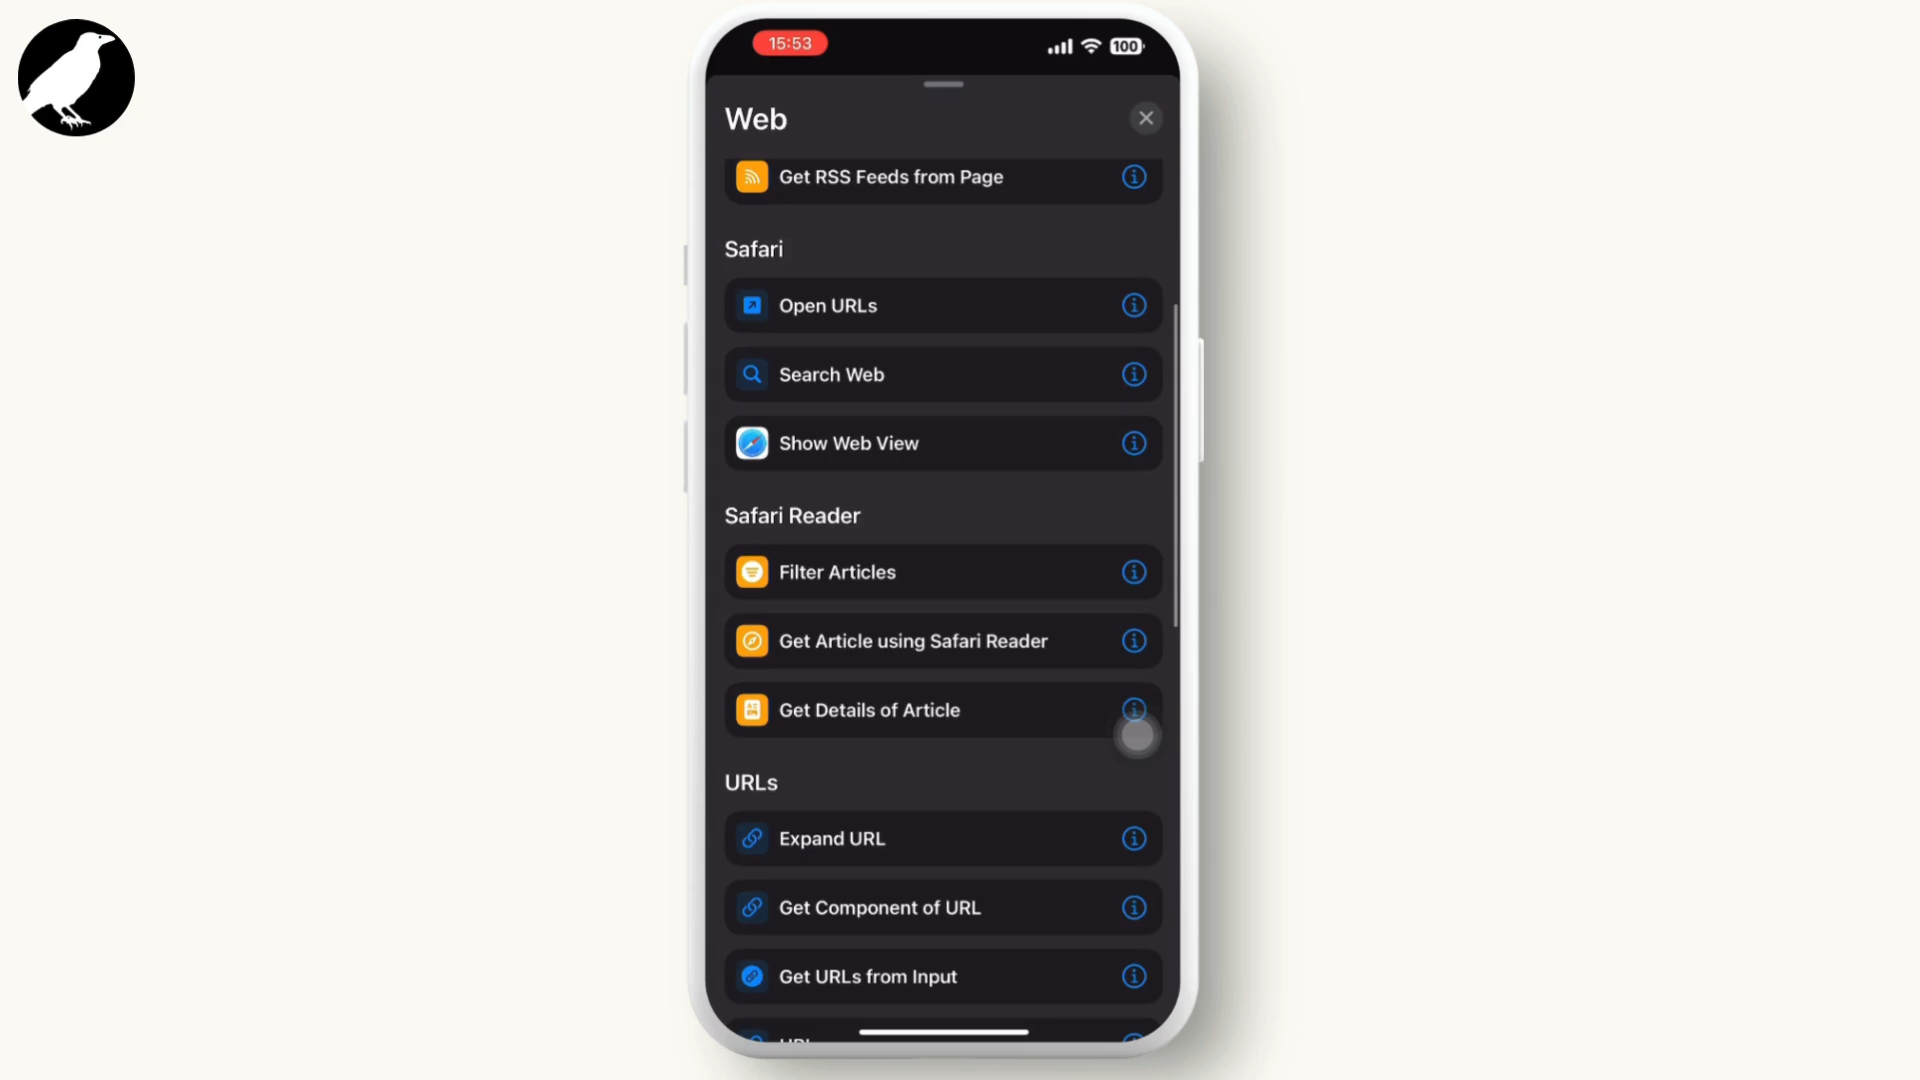 15:53
100
Web
Get RSS Feeds from Page
Safari
Open URLs
Search Web
Show Web View
Safari Reader
Filter Articles
Get Article using Safari Reader
Get Details of Article
URLs
Expand URL
Get Component of URL
Get URLs from Input
URL